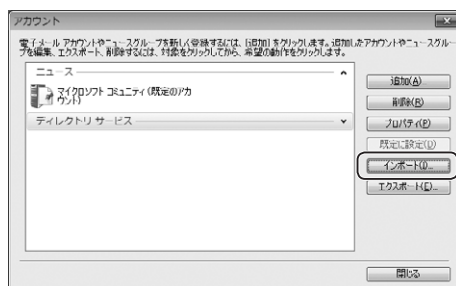 アカウント
電子メール アカウントやニュースグループを新しく登録するには、[追加] をクリックします。追加したアカウントやニュースグルー
プを編集、エクスポート、削除するには、対象をクリックしてから、希望の動作をクリックします。
ニュース
マイクロソフト コミュニティ (既定のアカ
ウント)
ディレクトリ サービス
追加(A)
削除(R)
プロパティ(P)
既定に設定(D)
インポート(I)...
エクスポート(E)...
閉じる